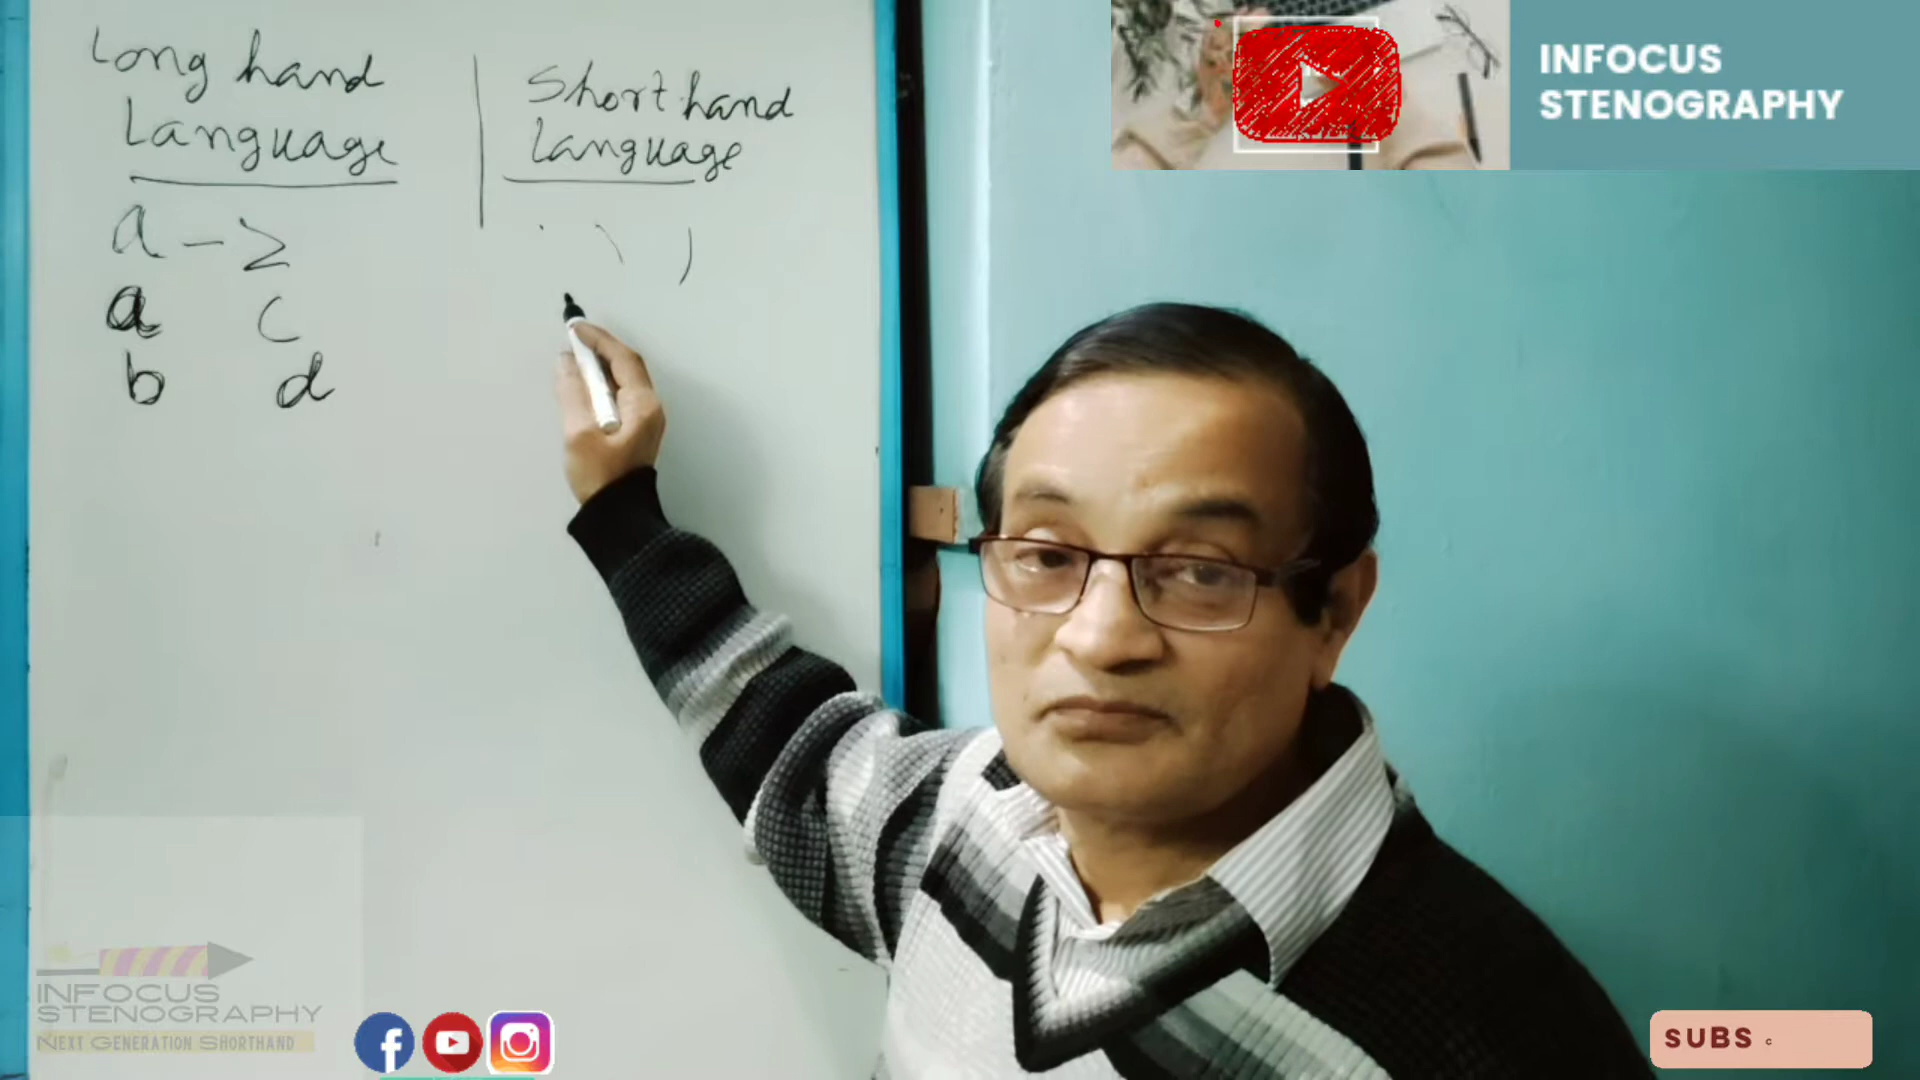 Long hand
Language
a - z
a c
b d
Short hand
Language
INFOCUS
STENOGRAPHY
INFOCUS
STENOGRAPHY
NEXT GENERATION SHORTHAND
SUBS c